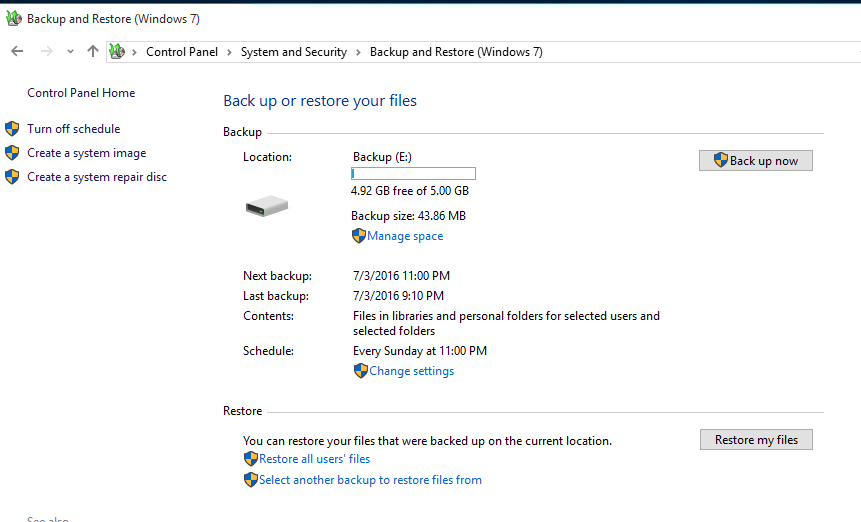 Backup and Restore (Windows 7)
Control Panel > System and Security > Backup and Restore (Windows 7)
Control Panel Home
Turn off schedule
Create a system image
Create a system repair disc
Back up or restore your files
Backup
Location:
Backup (E:)
Back up now
4.92 GB free of 5.00 GB
Backup size: 43.86 MB
Manage space
Next backup:
7/3/2016 11:00 PM
Last backup:
7/3/2016 9:10 PM
Contents:
Files in libraries and personal folders for selected users and
selected folders
Schedule:
Every Sunday at 11:00 PM
Change settings
Restore
You can restore your files that were backed up on the current location.
Restore my files
Restore all users' files
Select another backup to restore files from
See also